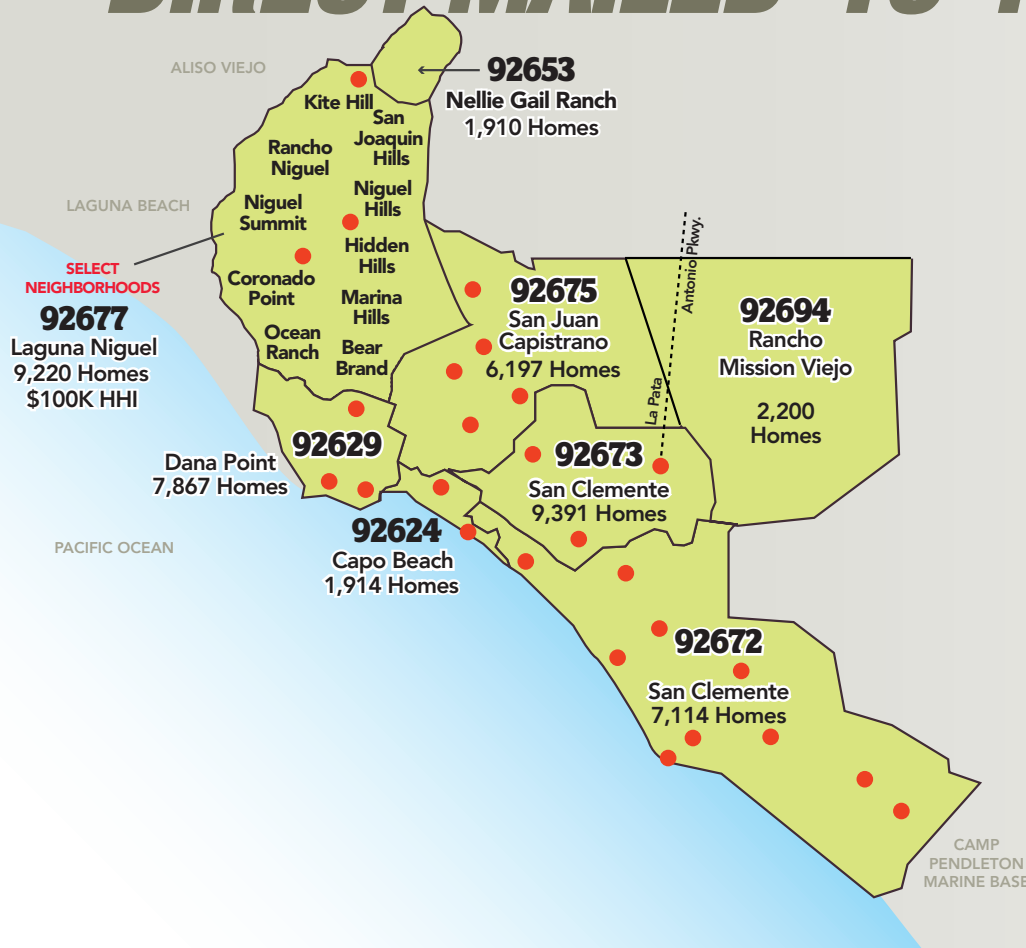 DIRECT MAILED TO
ALISO VIEJO
92653
Nellie Gail Ranch
1,910 Homes
Kite Hill
San
Joaquin
Hills
Rancho
Niguel
Niguel
Hills
LAGUNA BEACH
Niguel
Summit
Hidden
Hills
SELECT
NEIGHBORHOODS
92677
Laguna Niguel
9,220 Homes
$100K HHI
Coronado
Point
Marina
Hills
Ocean
Ranch
Bear
Brand
92675
San Juan
Capistrano
6,197 Homes
Antonio Pkwy.
La Pata
92694
Rancho
Mission Viejo
2,200
Homes
92629
Dana Point
7,867 Homes
92673
San Clemente
9,391 Homes
92624
Capo Beach
1,914 Homes
PACIFIC OCEAN
92672
San Clemente
7,114 Homes
CAMP
PENDLETON
MARINE BASE